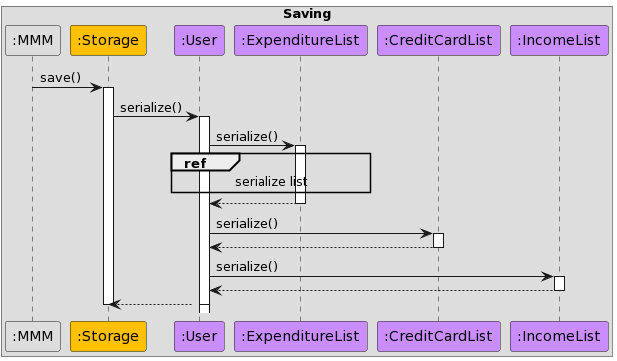 Saving
:MMM :Storage :User :ExpenditureList :CreditCardList :IncomeList
save()
serialize()
serialize()
ref
serialize list
serialize()
serialize()
:MMM :Storage :User :ExpenditureList :CreditCardList :IncomeList